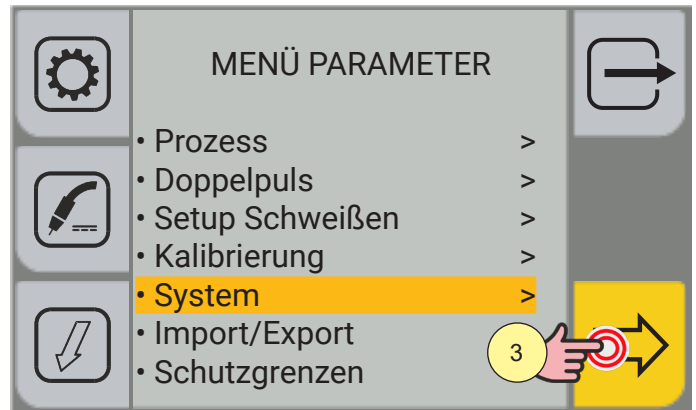 MENÜ PARAMETER
• Prozess >
• Doppelpuls >
• Setup Schweißen >
• Kalibrierung >
• System >
• Import/Export
• Schutzgrenzen
3